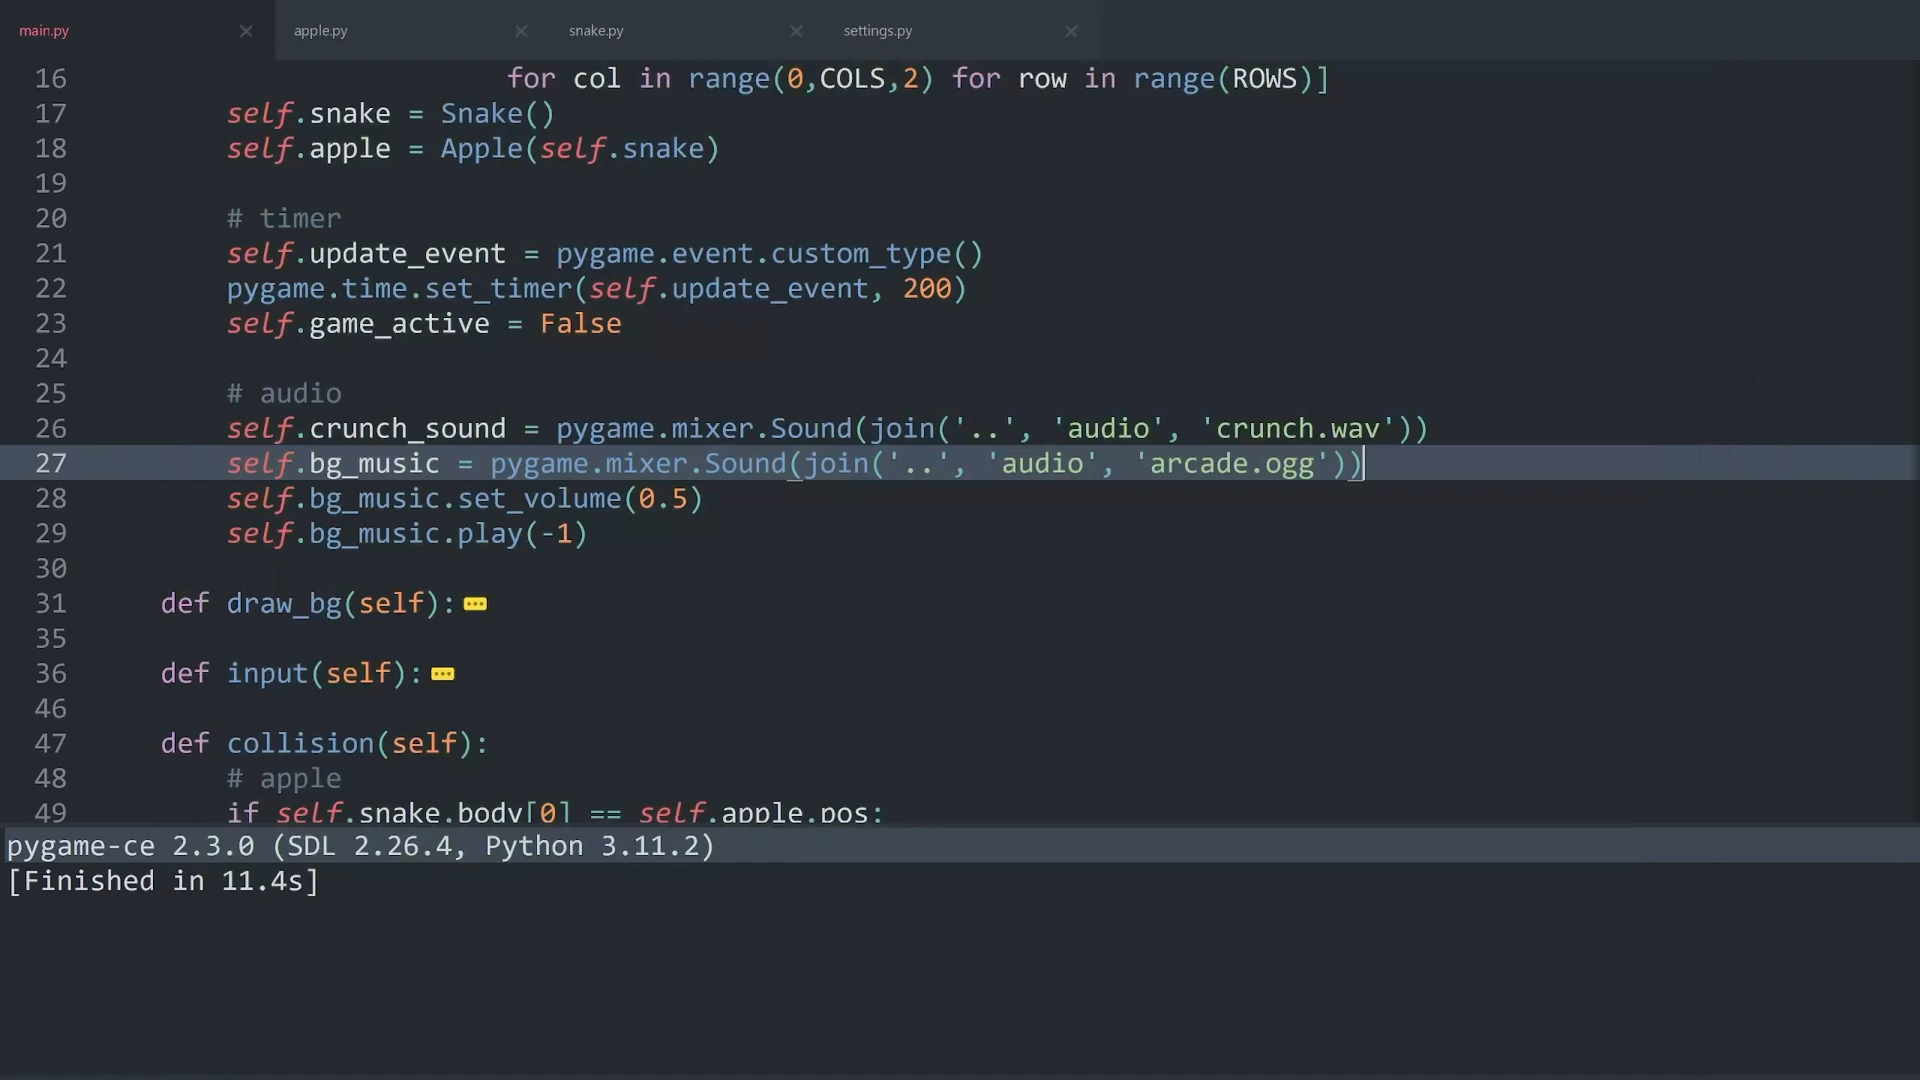 main.py apple.py snake.py settings.py
16 for col in range(0,COLS,2) for row in range(ROWS)]
17 self.snake = Snake()
18 self.apple = Apple(self.snake)
19
20 # timer
21 self.update_event = pygame.event.custom_type()
22 pygame.time.set_timer(self.update_event, 200)
23 self.game_active = False
24
25 # audio
26 self.crunch_sound = pygame.mixer.Sound(join('..', 'audio', 'crunch.wav'))
27 self.bg_music = pygame.mixer.Sound(join('..', 'audio', 'arcade.ogg'))
28 self.bg_music.set_volume(0.5)
29 self.bg_music.play(-1)
30
31 def draw_bg(self):
35
36 def input(self):
46
47 def collision(self):
48 # apple
49 if self.snake.body[0] == self.apple.pos:
pygame-ce 2.3.0 (SDL 2.26.4, Python 3.11.2)
[Finished in 11.4s]